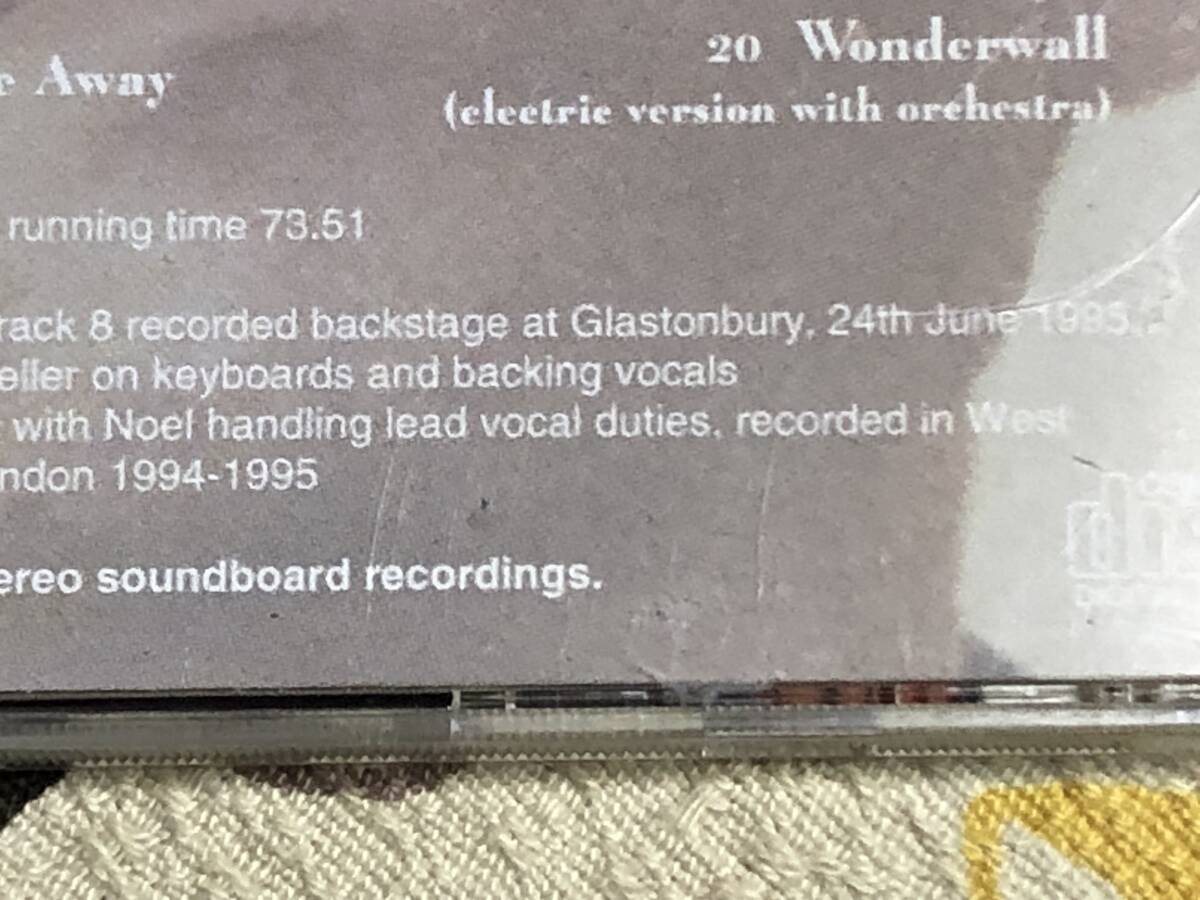 20 Wonderwall
e Away
(electric version with orchestra)
running time 73.51
rack 8 recorded backstage at Glastonbury, 24th June 1995.
eller on keyboards and backing vocals
with Noel handling lead vocal duties, recorded in West
ndon 1994-1995
ereo soundboard recordings.